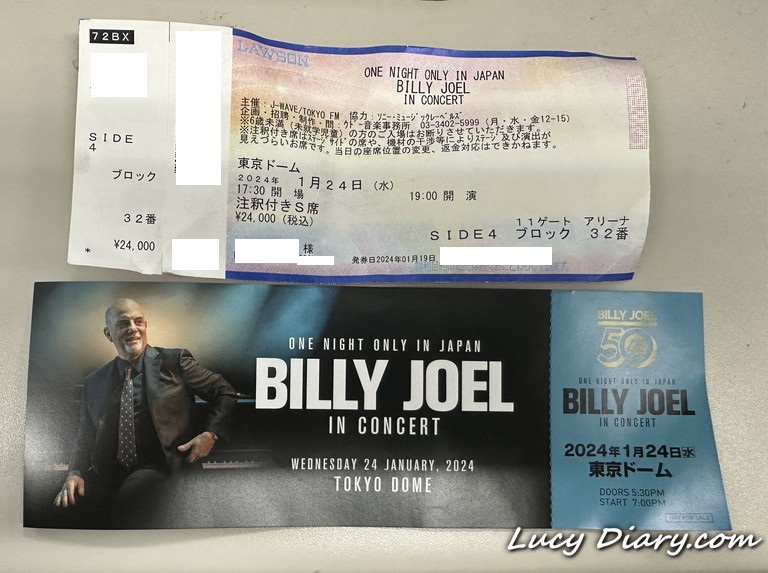 72BX
SIDE
4
ブロック
32番
¥24,000
*
LAWSON
ONE NIGHT ONLY IN JAPAN
BILLY JOEL
IN CONCERT
主催：J-WAVE/TOKYO FM 協力：ソニー・ミュージックレーベルズ
企画・招聘・制作・問：ウドー音楽事務所 03-3402-5999（月・水・金12-15）
※6歳未満（未就学児童）の方のご入場はお断りさせていただきます。
※注釈付き席はステージサイドの席や、機材の干渉等によりステージ及び演出が
見えづらいお席です。当日の座席位置の変更、返金対応はできかねます。
東京ドーム
2024年 1月24日（水）
17:30 開 場 19:00 開 演
注釈付きS席
¥24,000（税込）
11ゲート アリーナ
SIDE4 ブロック 32番
様
発券日2024年01月19日
ONE NIGHT ONLY IN JAPAN
BILLY JOEL
IN CONCERT
WEDNESDAY 24 JANUARY, 2024
TOKYO DOME
BILLY JOEL
50
ONE NIGHT ONLY IN JAPAN
BILLY JOEL
IN CONCERT
2024年1月24日水
東京ドーム
DOORS 5:30PM
START 7:00PM
NOT FOR SALE
Lucy Diary.com